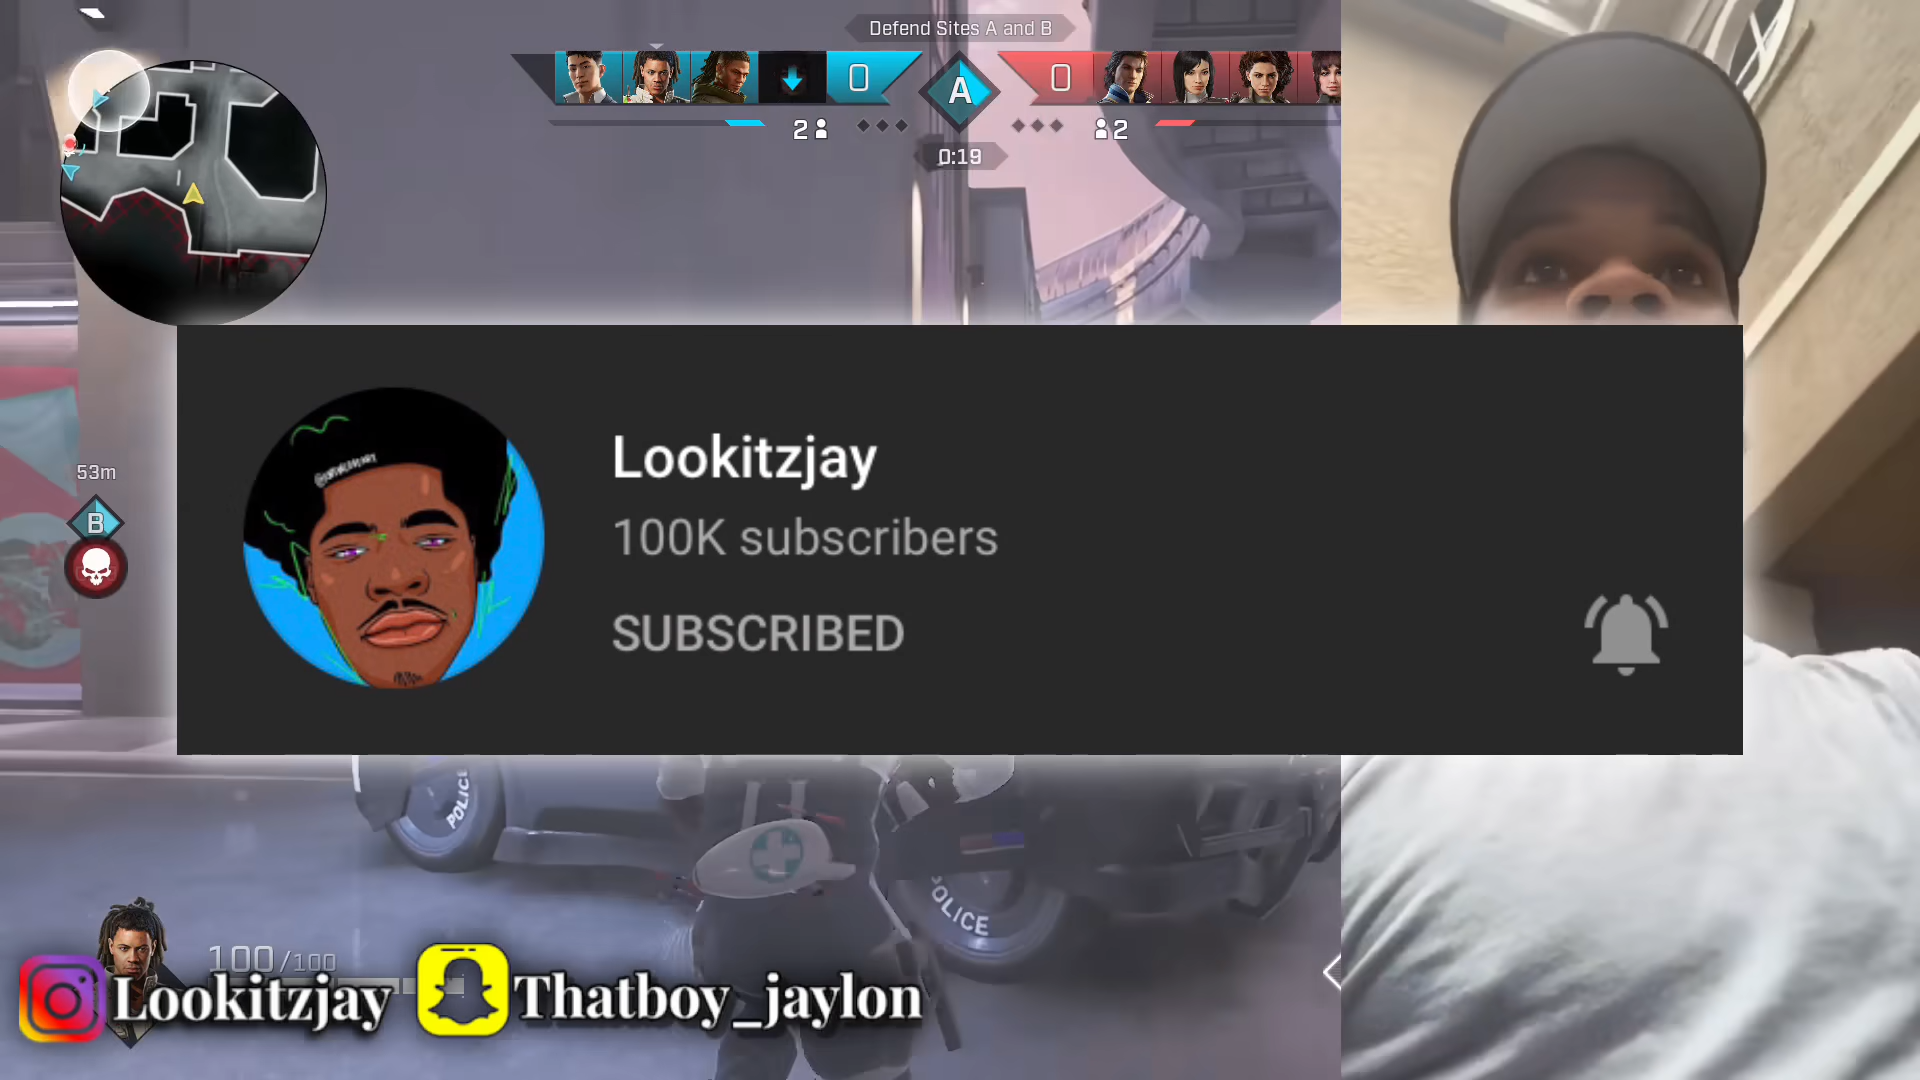 Defend Sites A and B
0
A
0
2
2
0:19
53m
B
Lookitzjay
100K subscribers
SUBSCRIBED
POLICE
POLICE
100/100
Lookitzjay
Thatboy_jaylon